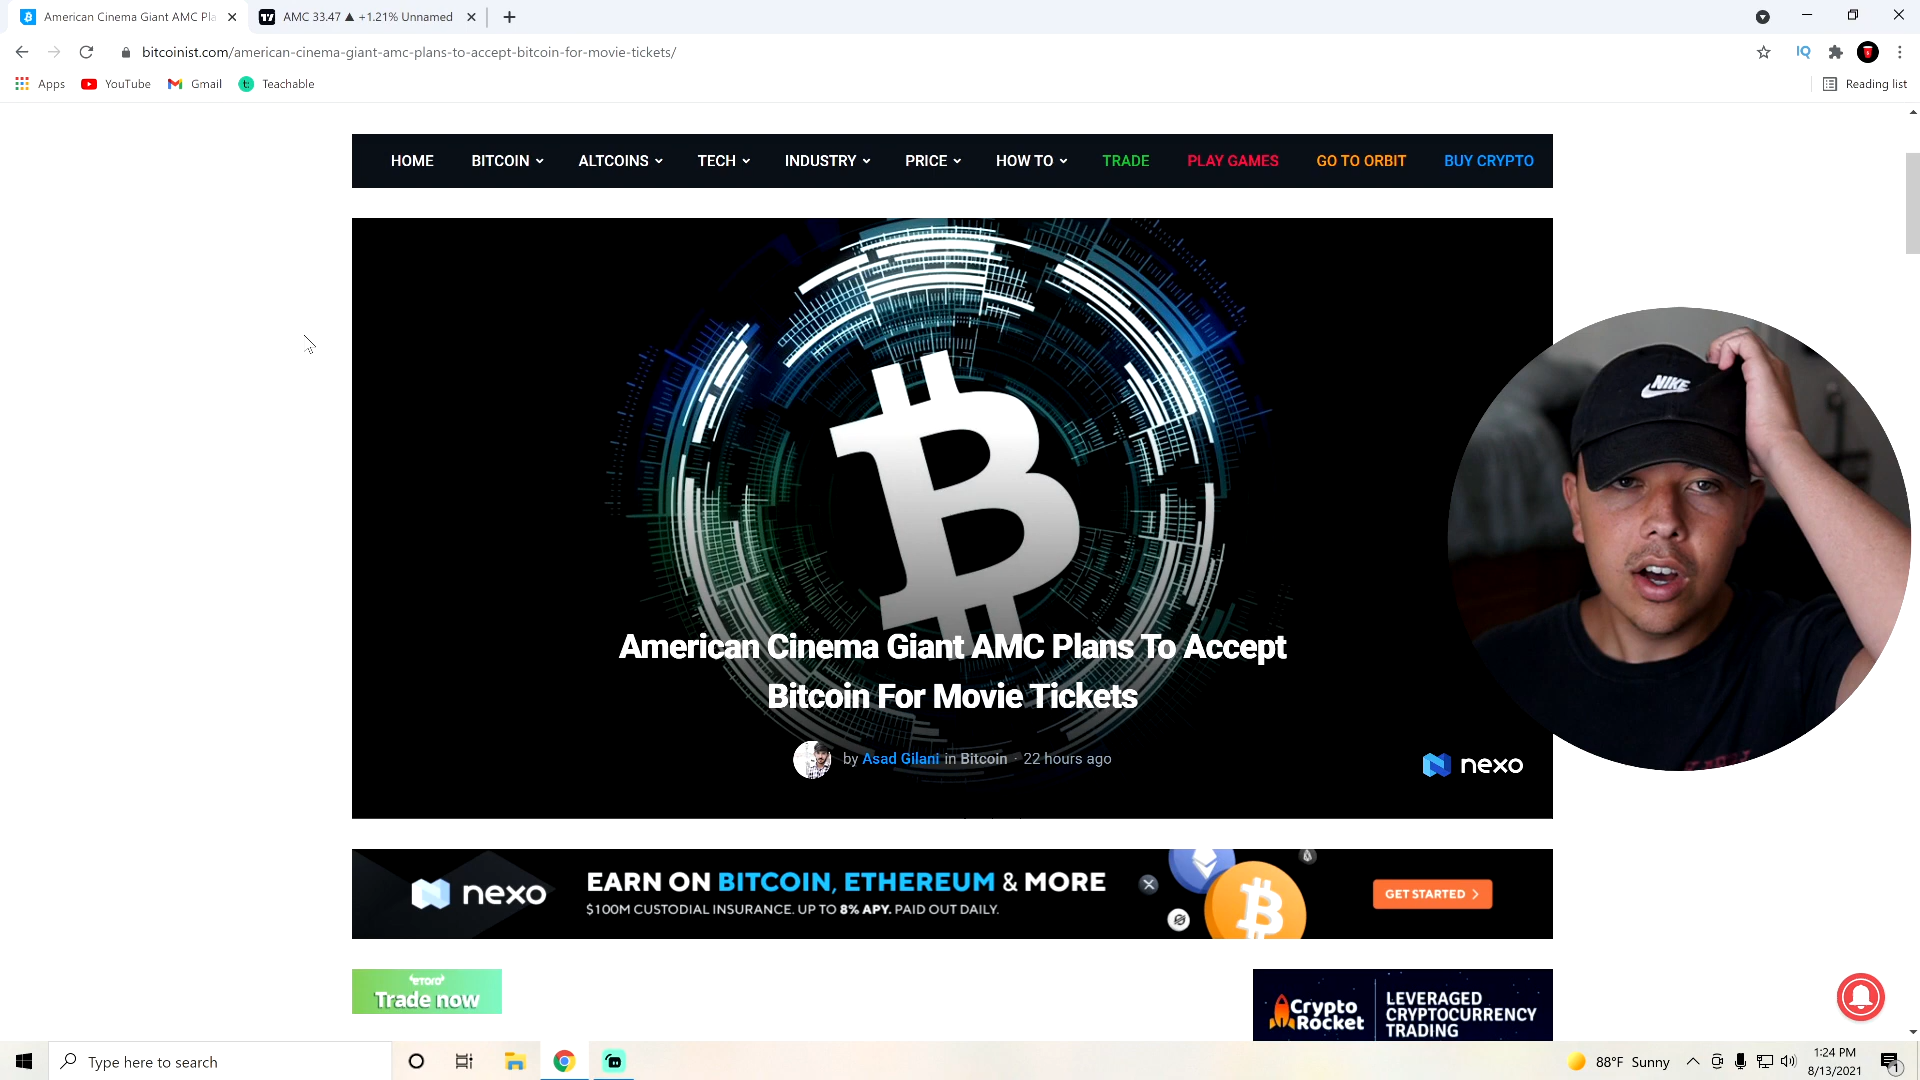 American Cinema Giant AMC Pla
AMC 33.47 ▲ +1.21% Unnamed
bitcoinist.com/american-cinema-giant-amc-plans-to-accept-bitcoin-for-movie-tickets/
IQ
Apps
YouTube
Gmail
Teachable
Reading list
HOME
BITCOIN
ALTCOINS
TECH
INDUSTRY
PRICE
HOW TO
TRADE
PLAY GAMES
GO TO ORBIT
BUY CRYPTO
NIKE
American Cinema Giant AMC Plans To Accept
Bitcoin For Movie Tickets
by Asad Gilani in Bitcoin · 22 hours ago
nexo
nexo
EARN ON BITCOIN, ETHEREUM & MORE
$100M CUSTODIAL INSURANCE. UP TO 8% APY. PAID OUT DAILY.
GET STARTED >
eTORO
Trade now
Crypto
Rocket
LEVERAGED
CRYPTOCURRENCY
TRADING
Type here to search
88°F Sunny
1:24 PM
8/13/2021
1